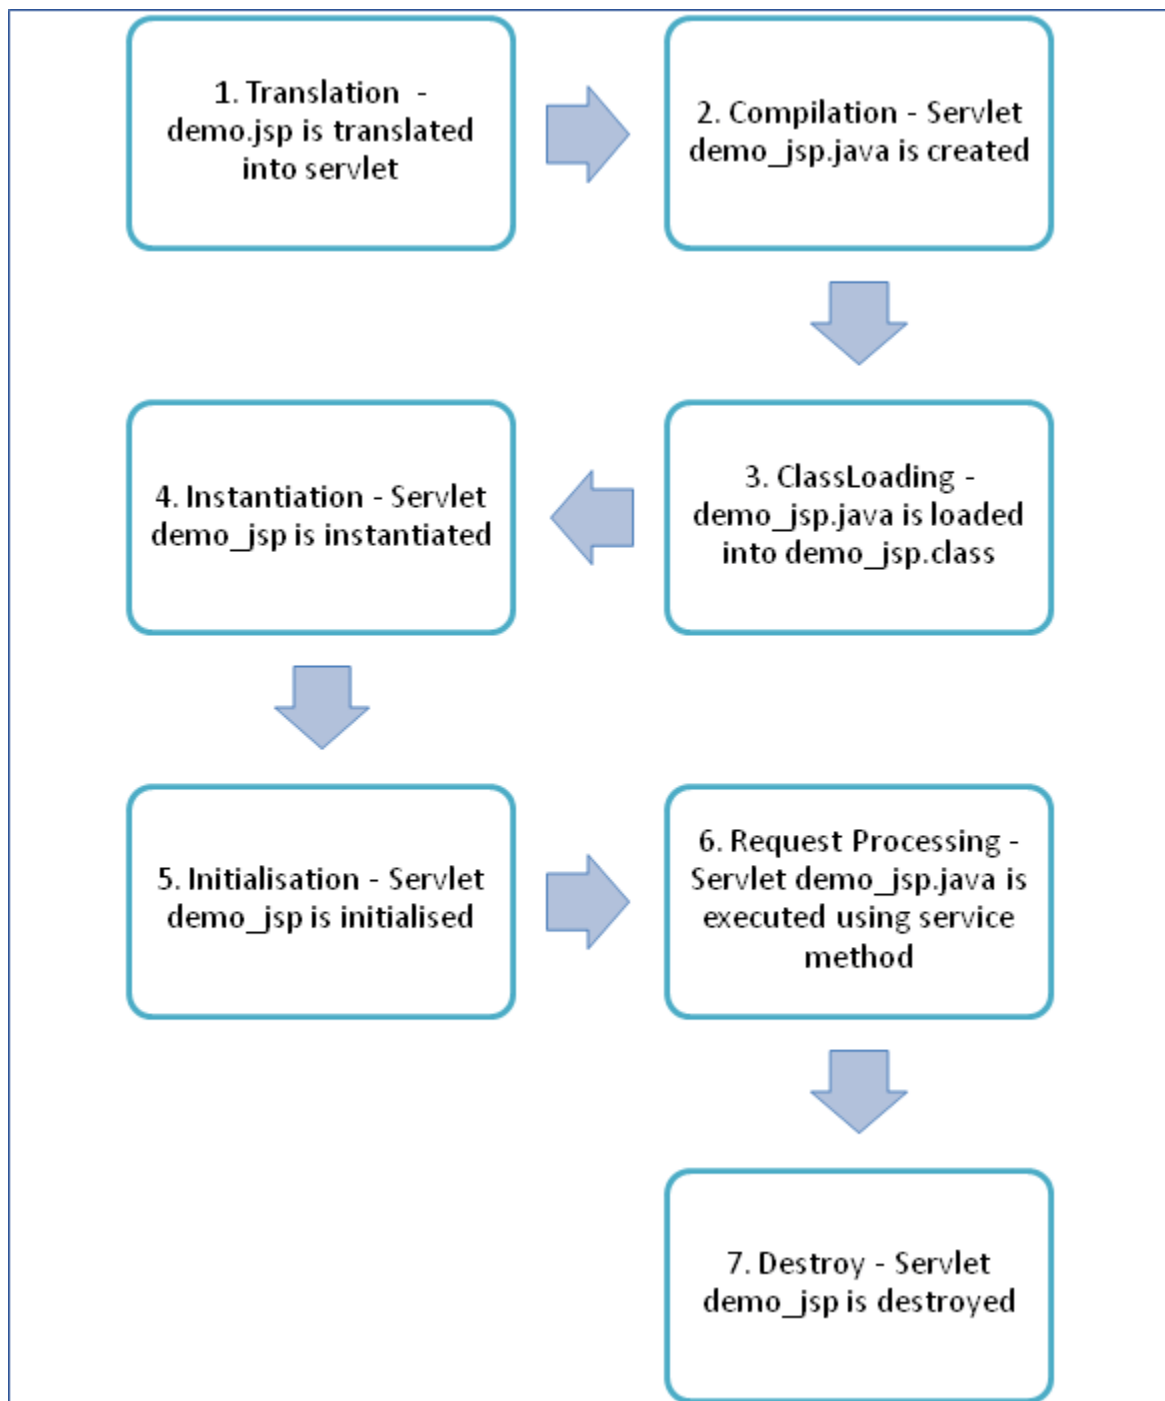 1. Translation -
demo.jsp is translated
into servlet
2. Compilation - Servlet
demo_jsp.java is created
3. ClassLoading -
demo_jsp.java is loaded
into demo_jsp.class
4. Instantiation - Servlet
demo_jsp is instantiated
5. Initialisation - Servlet
demo_jsp is initialised
6. Request Processing -
Servlet demo_jsp.java is
executed using service
method
7. Destroy - Servlet
demo_jsp is destroyed